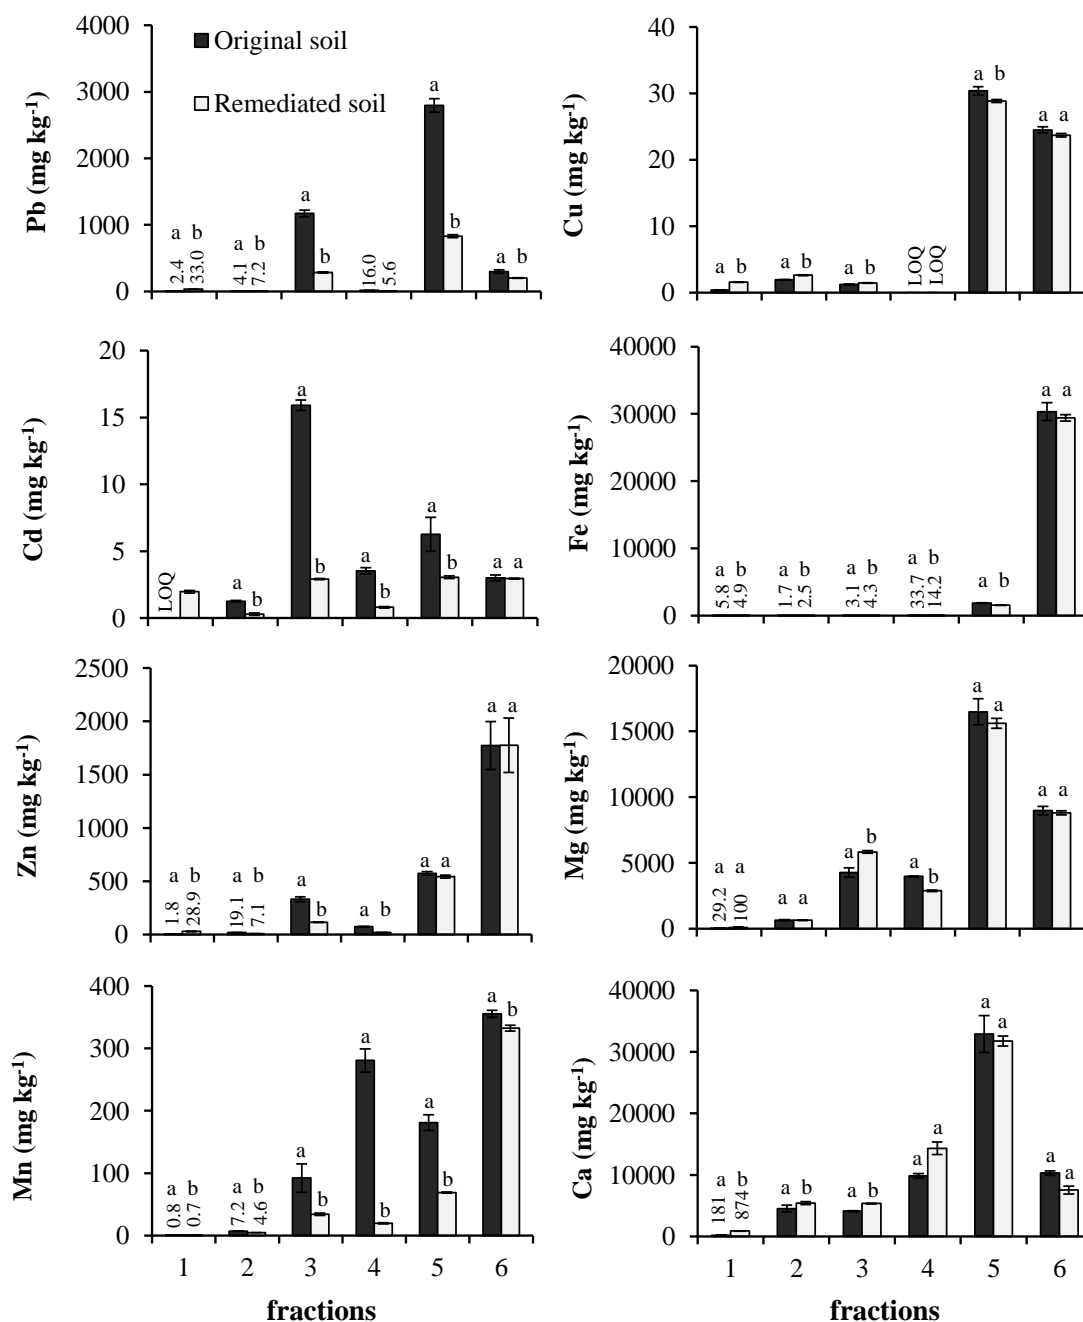 Original soil
Remediated soil
Pb (mg kg-1)
4000
3000
2000
1000
0
a b
2.4
33.0
a b
4.1
7.2
a
b
16.0
5.6
a
b
a b
Cu (mg kg-1)
40
30
20
10
0
a b
a b
a b
LOQ
LOQ
a b
a a
Cd (mg kg-1)
20
15
10
5
0
LOQ
a
b
a
b
a
b
a
b
a a
Fe (mg kg-1)
40000
30000
20000
10000
0
a b
5.8
4.9
a b
1.7
2.5
a b
3.1
4.3
a b
33.7
14.2
a b
a a
Zn (mg kg-1)
2500
2000
1500
1000
500
0
a b
1.8
28.9
a b
19.1
7.1
a
b
a b
a a
a a
Mg (mg kg-1)
20000
15000
10000
5000
0
a a
29.2
100
a a
a
b
a
b
a
a
a a
Mn (mg kg-1)
400
300
200
100
0
a b
0.8
0.7
a b
7.2
4.6
a
b
a
b
a
b
a
b
1 2 3 4 5 6
fractions
Ca (mg kg-1)
40000
30000
20000
10000
0
a b
181
874
a b
a b
a
a
a
a
a
a
1 2 3 4 5 6
fractions